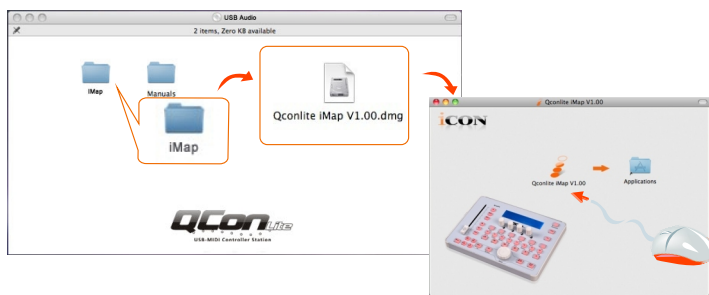 USB Audio
2 items, Zero KB available
iMap
Manuals
iMap
Qconlite iMap V1.00.dmg
QCon Lite
USB-MIDI Controller Station
Qconlite iMap V1.00
iCON
Qconlite iMap V1.00
Applications